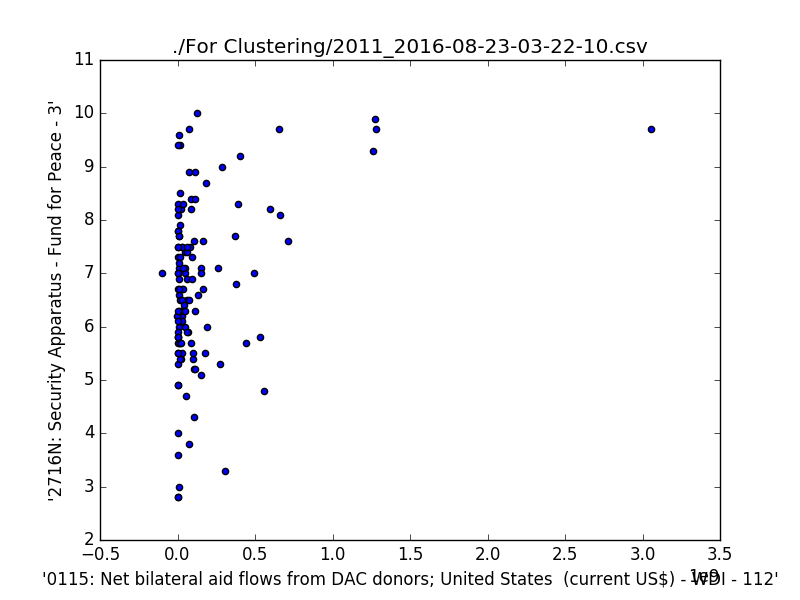 ./For Clustering/2011_2016-08-23-03-22-10.csv
11
10
9
8
7
6
5
4
3
2
'2716N: Security Apparatus - Fund for Peace - 3'
−0.5 0.0 0.5 1.0 1.5 2.0 2.5 3.0 3.5
1e9
'0115: Net bilateral aid flows from DAC donors; United States (current US$) - WDI - 112'